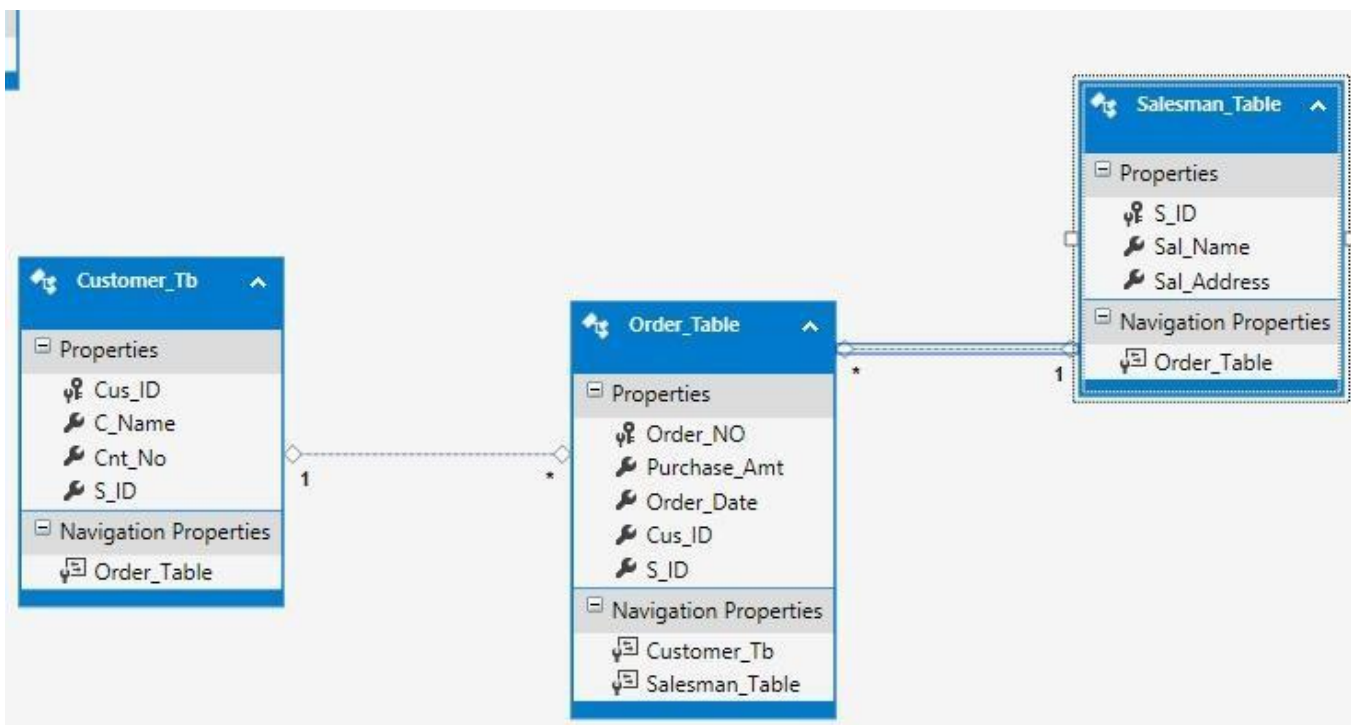 Customer_Tb
Properties
Cus_ID
C_Name
Cnt_No
S_ID
Navigation Properties
Order_Table
1
*
Order_Table
Properties
Order_NO
Purchase_Amt
Order_Date
Cus_ID
S_ID
Navigation Properties
Customer_Tb
Salesman_Table
*
1
Salesman_Table
Properties
S_ID
Sal_Name
Sal_Address
Navigation Properties
Order_Table